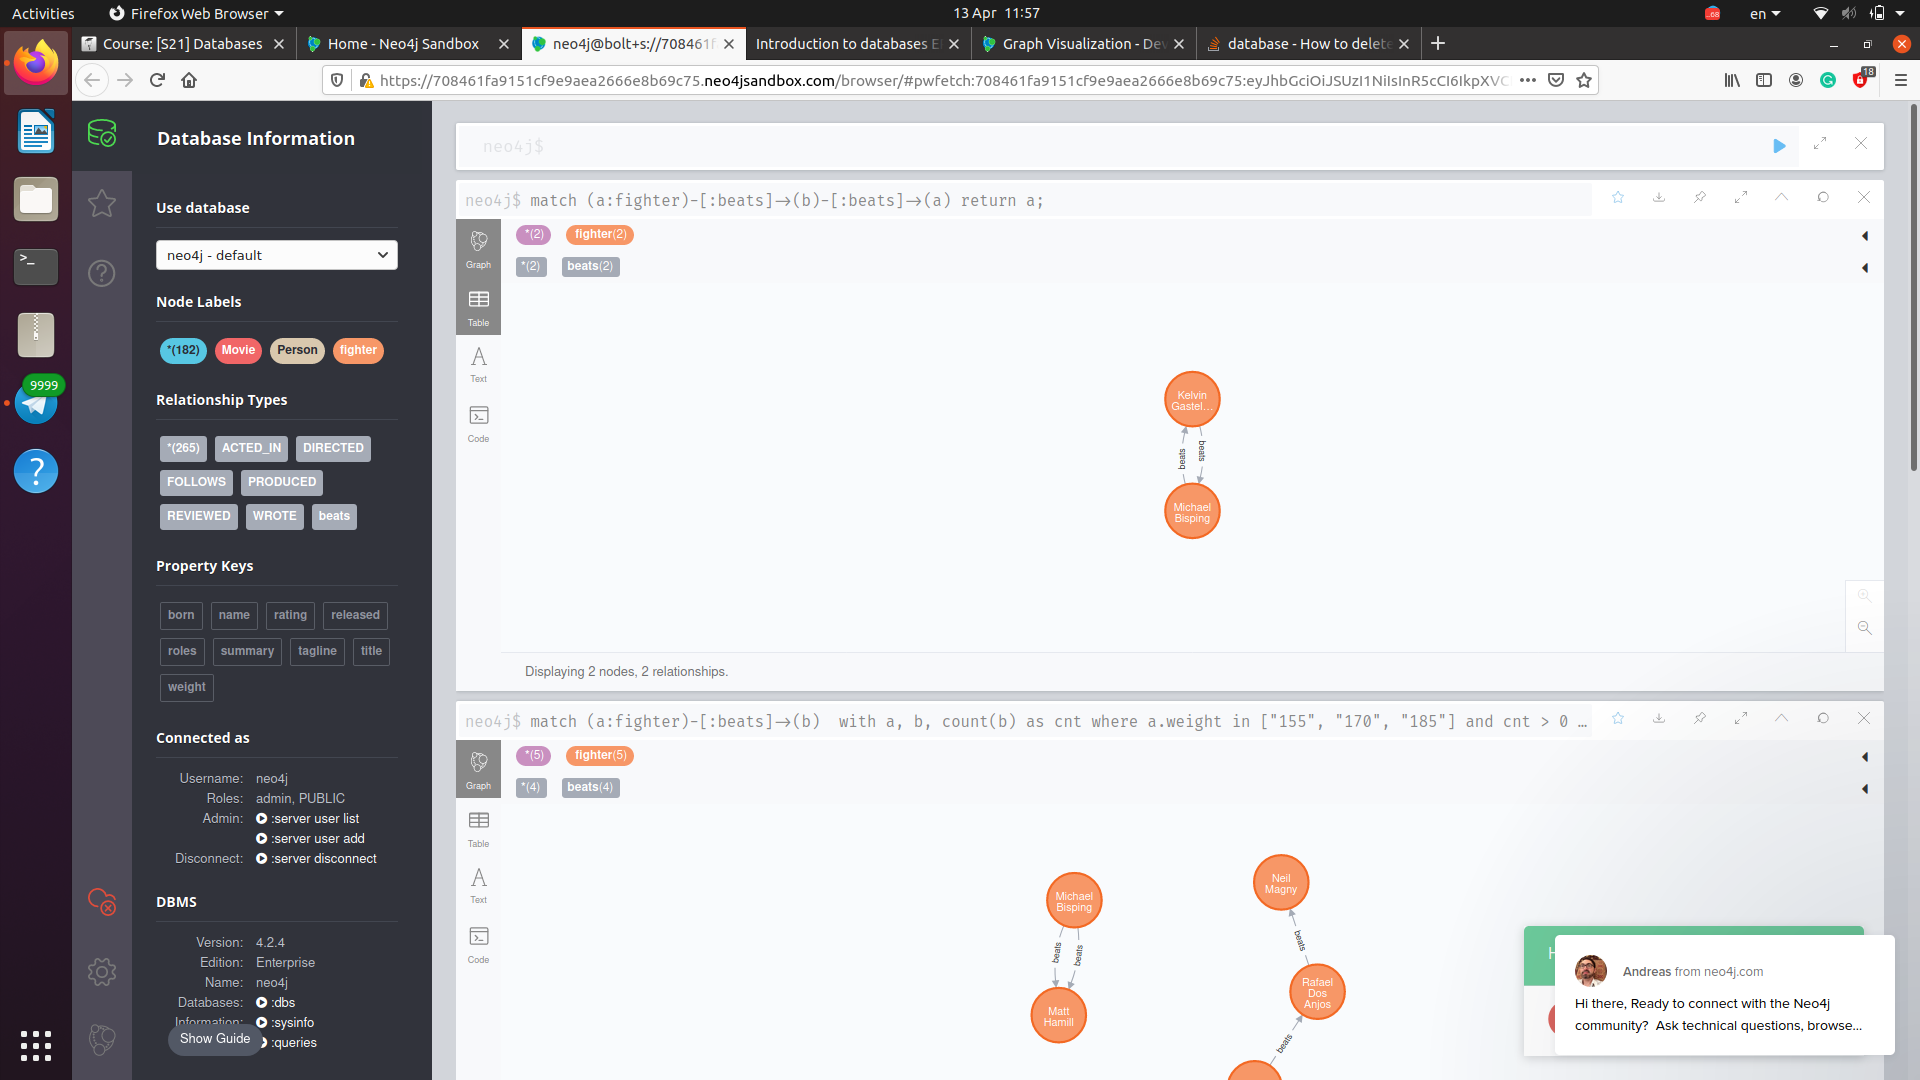 Activities
Firefox Web Browser
13 Apr 11:57
en
Course: [S21] Databases
Home - Neo4j Sandbox
neo4j@bolt+s://708461f
Introduction to databases E
Graph Visualization - De
database - How to delete
https://708461fa9151cf9e9aea2666e8b69c75.neo4jsandbox.com/browser/#pwfetch:708461fa9151cf9e9aea2666e8b69c75:eyJhbGciOiJSUzI1NiIsInR5cCI6IkpXVC
18
9999
Database Information
Use database
neo4j - default
Node Labels
*(182) Movie Person fighter
Relationship Types
*(265) ACTED_IN DIRECTED
FOLLOWS PRODUCED
REVIEWED WROTE beats
Property Keys
born name rating released
roles summary tagline title
weight
Connected as
Username: neo4j
Roles: admin, PUBLIC
Admin: :server user list
:server user add
Disconnect: :server disconnect
DBMS
Version: 4.2.4
Edition: Enterprise
Name: neo4j
Databases: :dbs
Information: :sysinfo
:queries
Show Guide
neo4j$
neo4j$ match (a:fighter)-[:beats]->(b)-[:beats]->(a) return a;
*(2) fighter(2)
*(2) beats(2)
Graph
Table
Text
Code
Kelvin
Gastel...
beats
beats
Michael
Bisping
Displaying 2 nodes, 2 relationships.
neo4j$ match (a:fighter)-[:beats]->(b)  with a, b, count(b) as cnt where a.weight in ["155", "170", "185"] and cnt > 0 …
*(5) fighter(5)
*(4) beats(4)
Graph
Table
Text
Code
Michael
Bisping
beats
beats
Matt
Hamill
Neil
Magny
beats
Rafael
Dos
Anjos
beats
Andreas from neo4j.com
Hi there, Ready to connect with the Neo4j
community?  Ask technical questions, browse...